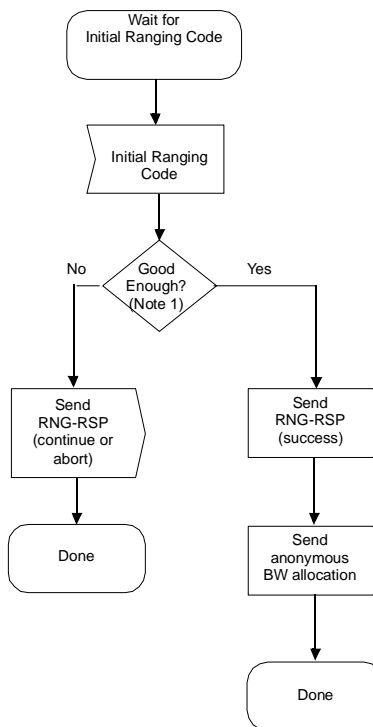 Wait for
Initial Ranging Code
Initial Ranging
Code
No
Good
Enough?
(Note 1)
Yes
Send
RNG-RSP
(continue or
abort)
Send
RNG-RSP
(success)
Done
Send
anonymous
BW allocation
Done